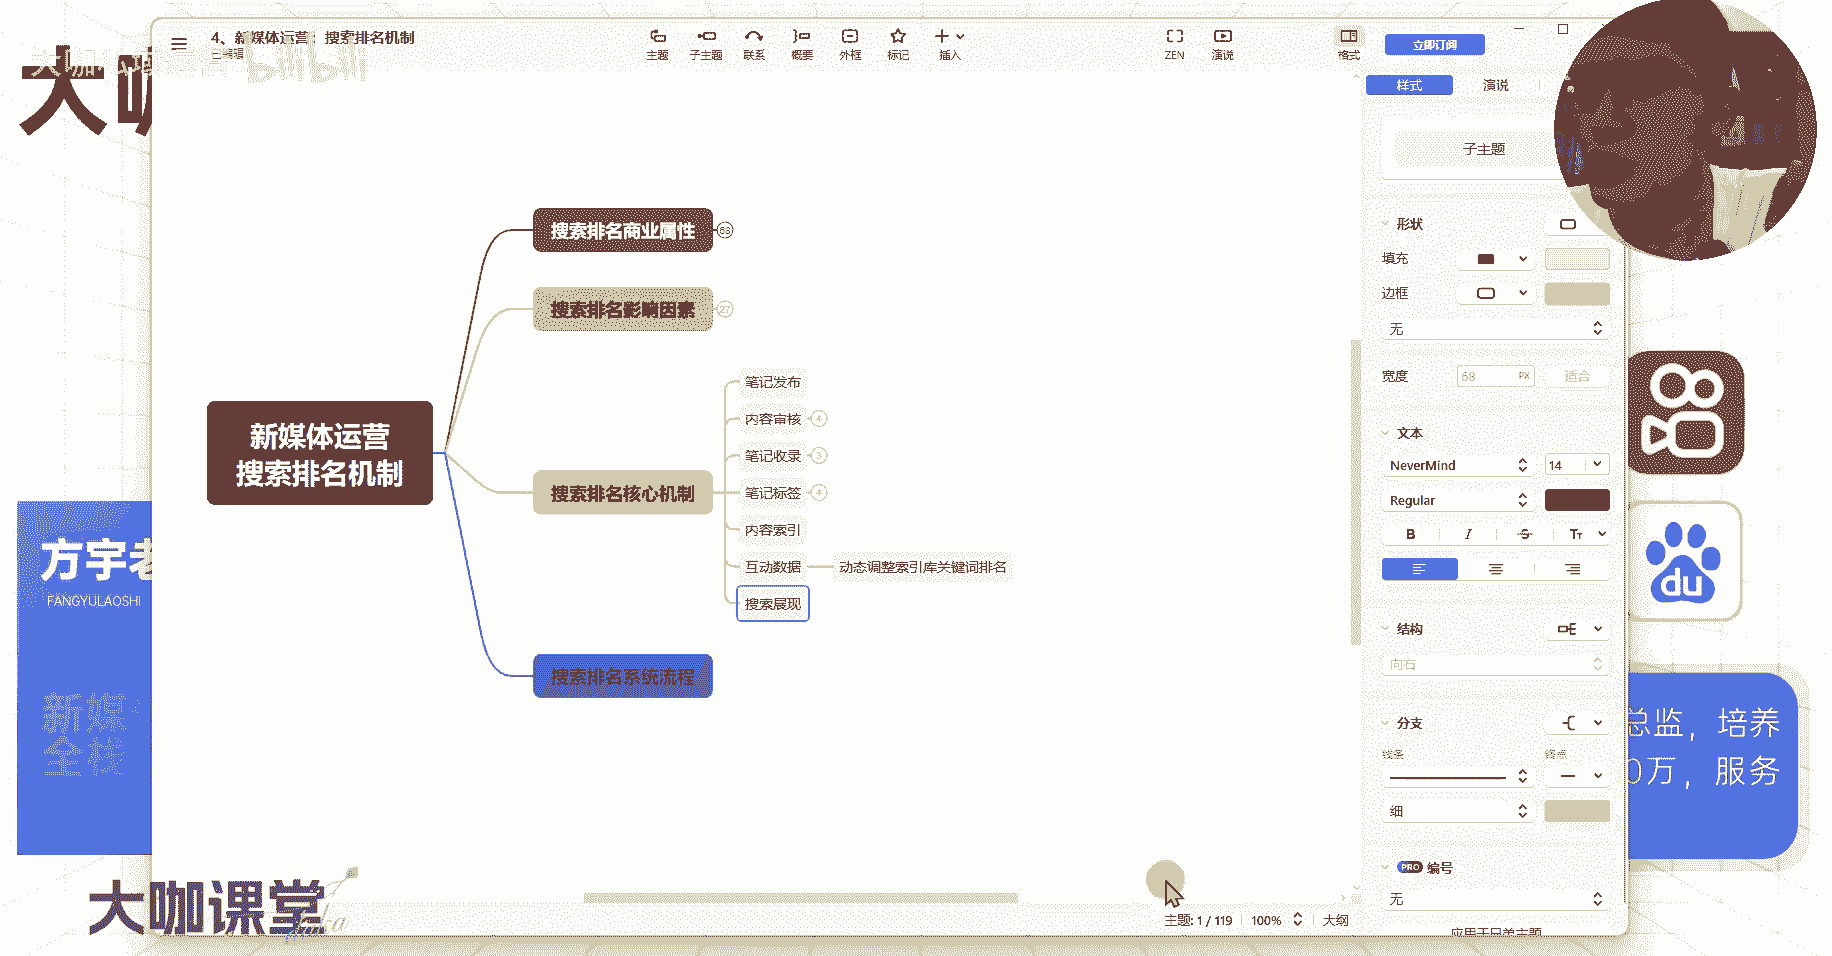 4、新媒体运营：搜索排名机制
已编辑
bilibili
大咖
主题
子主题
联系
概要
外框
标记
插入
ZEN
演说
格式
立即订阅
样式
演说
子主题
形状
填充
边框
无
宽度
68
PX
适合
文本
NevérMind
14
Regular
B
I
S
TT
结构
向右
分支
线条
终点
细
PRO
编号
无
应用于兄弟主题
搜索排名商业属性
66
搜索排名影响因素
27
新媒体运营
搜索排名机制
搜索排名核心机制
笔记发布
内容审核
4
笔记收录
3
笔记标签
4
内容索引
互动数据
动态调整索引库关键词排名
搜索展现
搜索排名系统流程
方宇老
FANGYULAOSHI
新媒
全栈
du
总监，培养
0万，服务
大咖课堂
主题: 1 / 119
100%
大纲